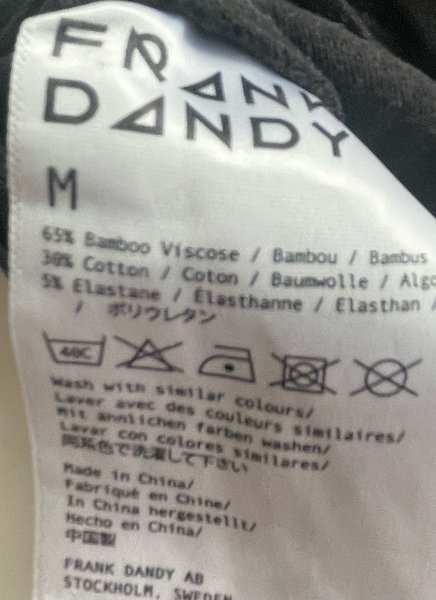 FRANK
DANDY
M
65% Bamboo Viscose / Bambou / Bambus
30% Cotton / Coton / Baumwolle / Algo
5% Elastane / Elasthanne / Elasthan /
/ ポリウレタン
40C
Wash with similar colours/
Laver avec des couleurs similaires/
Mit annlichen farben washen/
Lavar con colores similares/
同系色で洗濯して下さい
Made in China/
Fabriqué en Chine/
In China hergestellt/
Hecho en China/
中国製
FRANK DANDY AB
STOCKHOLM, SWEDEN